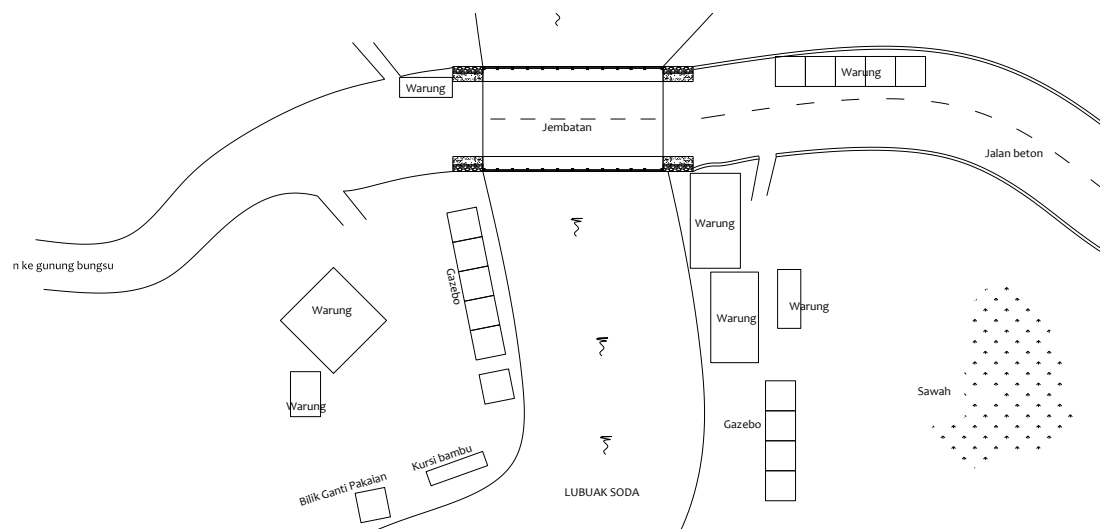 Warung
Warung
Jembatan
Jalan beton
Warung
n ke gunung bungsu
Gazebo
Warung
Warung
Warung
Warung
Sawah
Warung
Gazebo
Kursi bambu
Bilik Ganti Pakaian
LUBUAK SODA